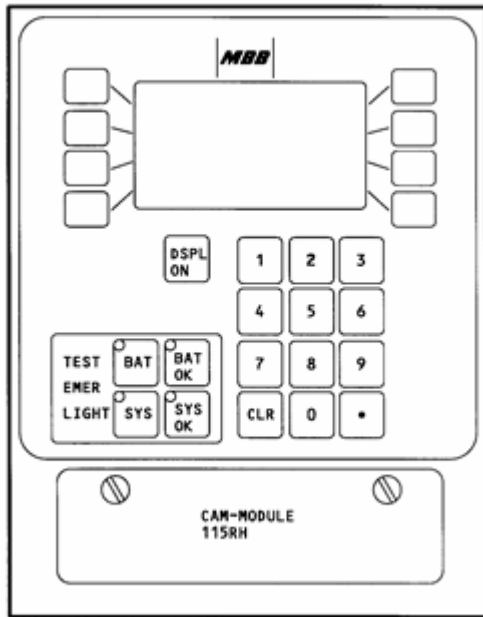 MBB
DSPL
ON
1 2 3
4 5 6
7 8 9
CLR 0 •
TEST
EMER
LIGHT
BAT
BAT
OK
SYS
SYS
OK
CAM-MODULE
115RH